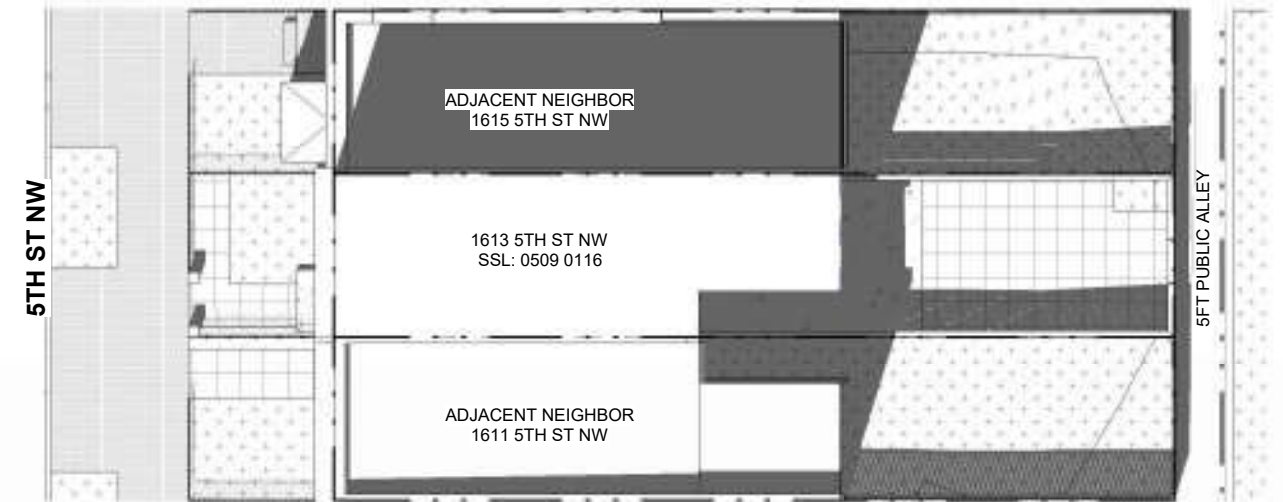 5TH ST NW
ADJACENT NEIGHBOR
1615 5TH ST NW
1613 5TH ST NW
SSL: 0509 0116
ADJACENT NEIGHBOR
1611 5TH ST NW
5FT PUBLIC ALLEY